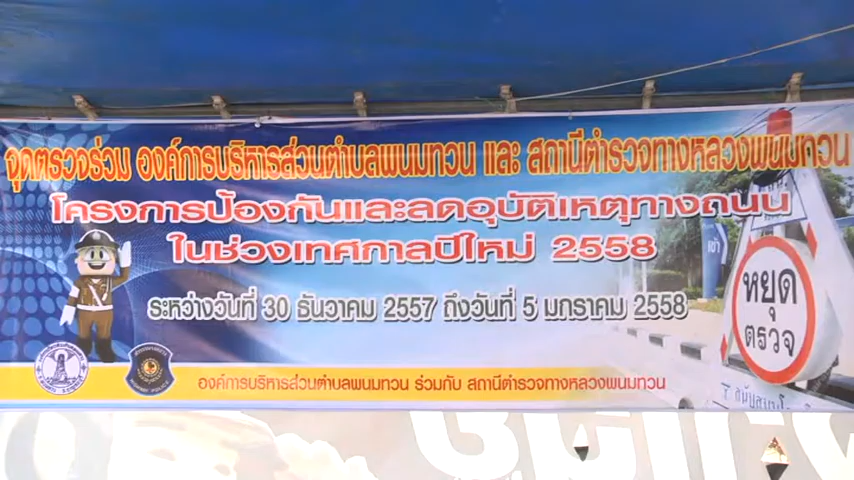 จุดตรวจร่วม องค์การบริหารส่วนตำบลพนมทวน และ สถานีตำรวจทางหลวงพนมทวน
โครงการป้องกันและลดอุบัติเหตุทางถนน
ในช่วงเทศกาลปีใหม่ 2558
ระหว่างวันที่ 30 ธันวาคม 2557 ถึงวันที่ 5 มกราคม 2558
หยุด
ตรวจ
องค์การบริหารส่วนตำบลพนมทวน ร่วมกับ สถานีตำรวจทางหลวงพนมทวน